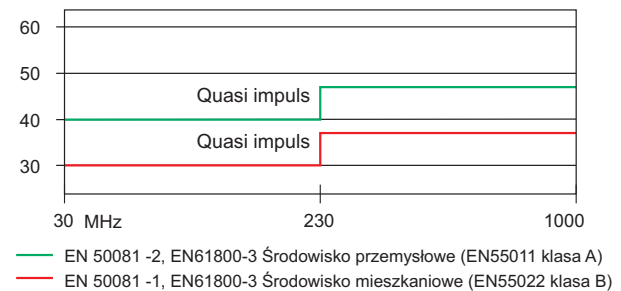 60
50
Quasi impuls
40
Quasi impuls
30
30 MHz 230 1000
EN 50081 -2, EN61800-3 Środowisko przemysłowe (EN55011 klasa A)
EN 50081 -1, EN61800-3 Środowisko mieszkaniowe (EN55022 klasa B)